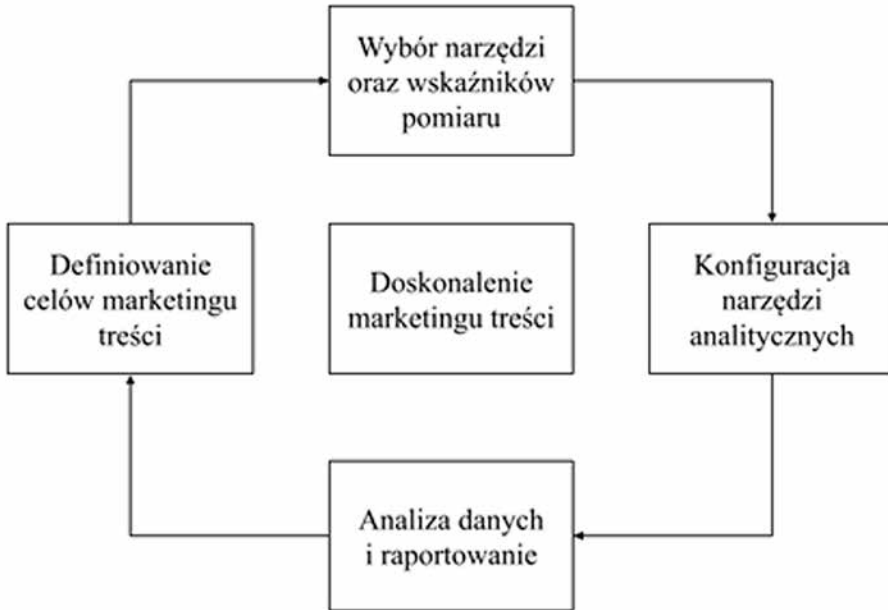 Wybór narzędzi
oraz wskaźników
pomiaru
Definiowanie
celów marketingu
treści
Doskonalenie
marketingu treści
Konfiguracja
narzędzi
analitycznych
Analiza danych
i raportowanie